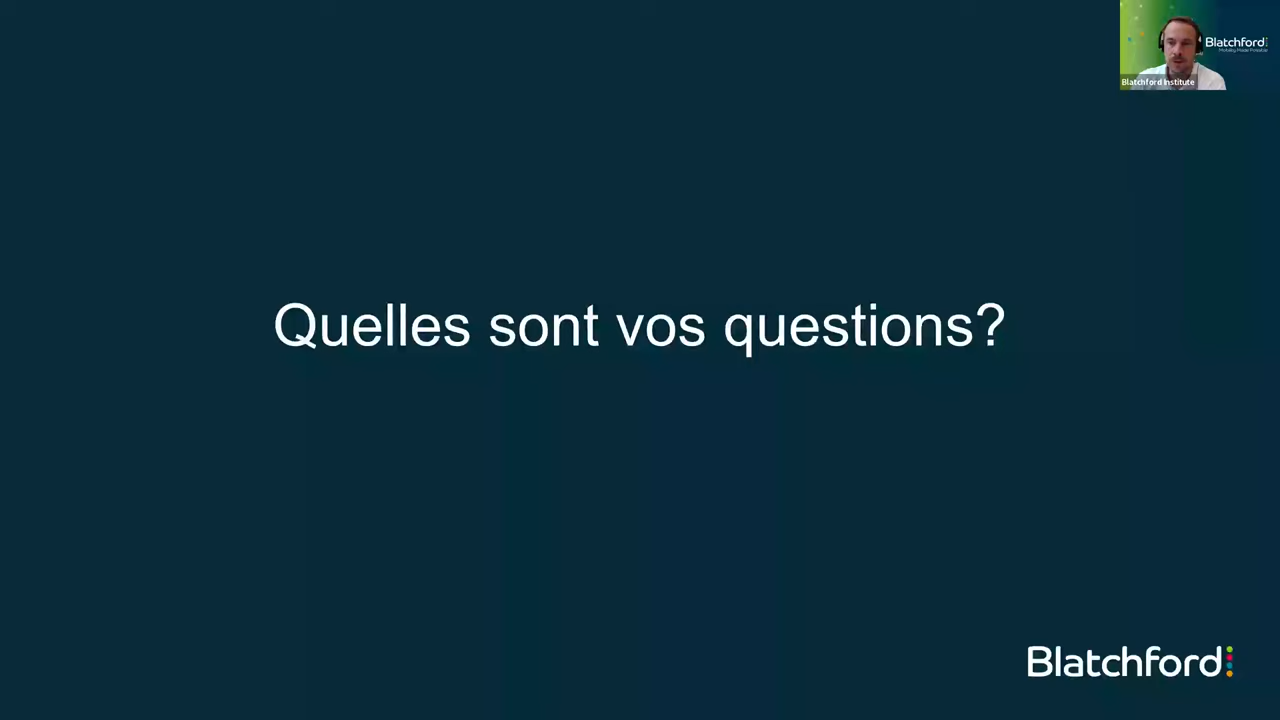 Blatchford
Blatchford Institute
Quelles sont vos questions?
Blatchford